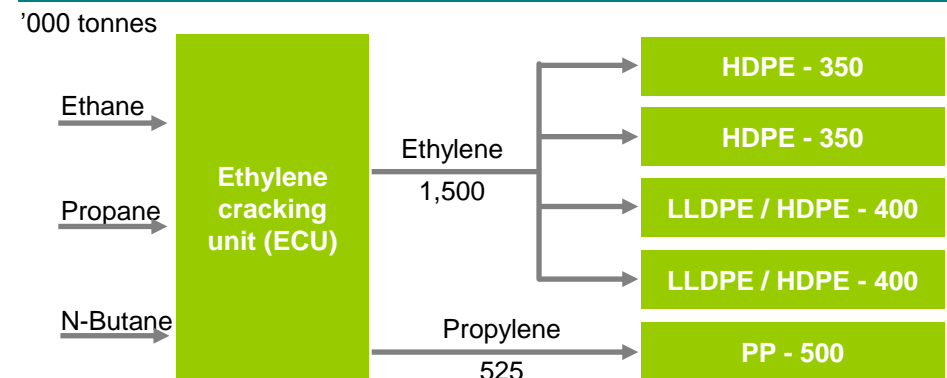 ’000 tonnes
Ethane
Propane
N-Butane
Ethylene
cracking
unit (ECU)
Ethylene
1,500
Propylene
525
HDPE - 350
HDPE - 350
LLDPE / HDPE - 400
LLDPE / HDPE - 400
PP - 500